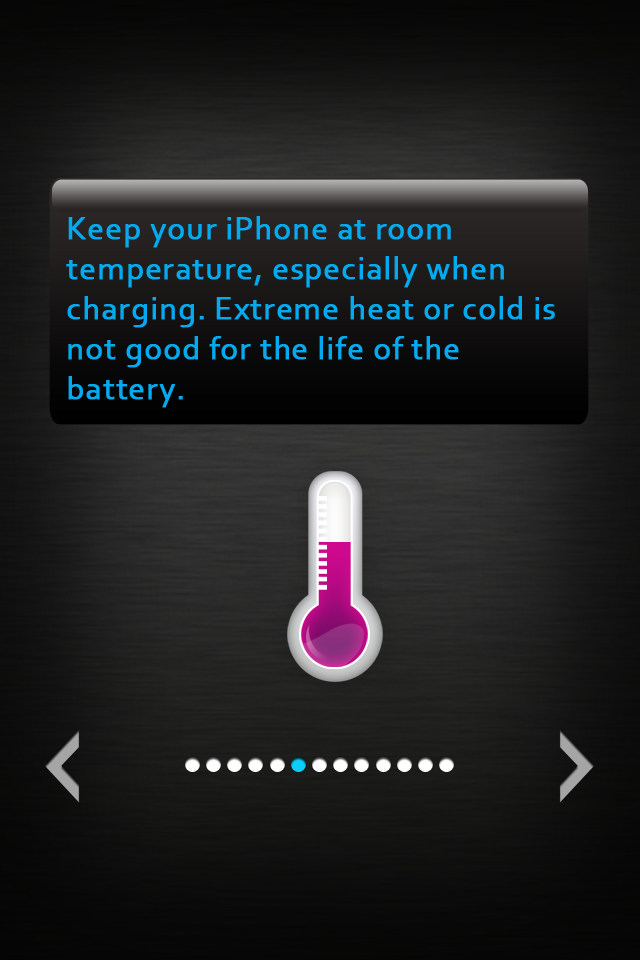 Keep your iPhone at room
temperature, especially when
charging. Extreme heat or cold is
not good for the life of the
battery.